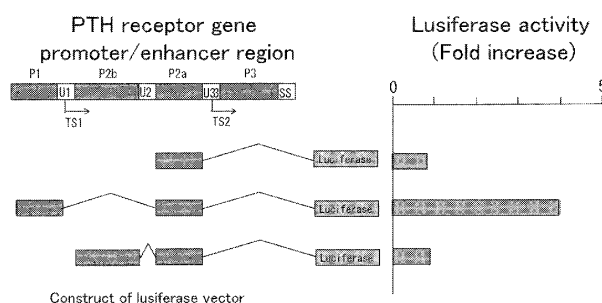 PTH receptor gene
promoter/enhancer region
Lusiferase activity
(Fold increase)
P1 P2b P2a P3
U1 U2 U3 SS
TS1 TS2
0 5
Luciferase
Luciferase
Luciferase
Construct of lusiferase vector